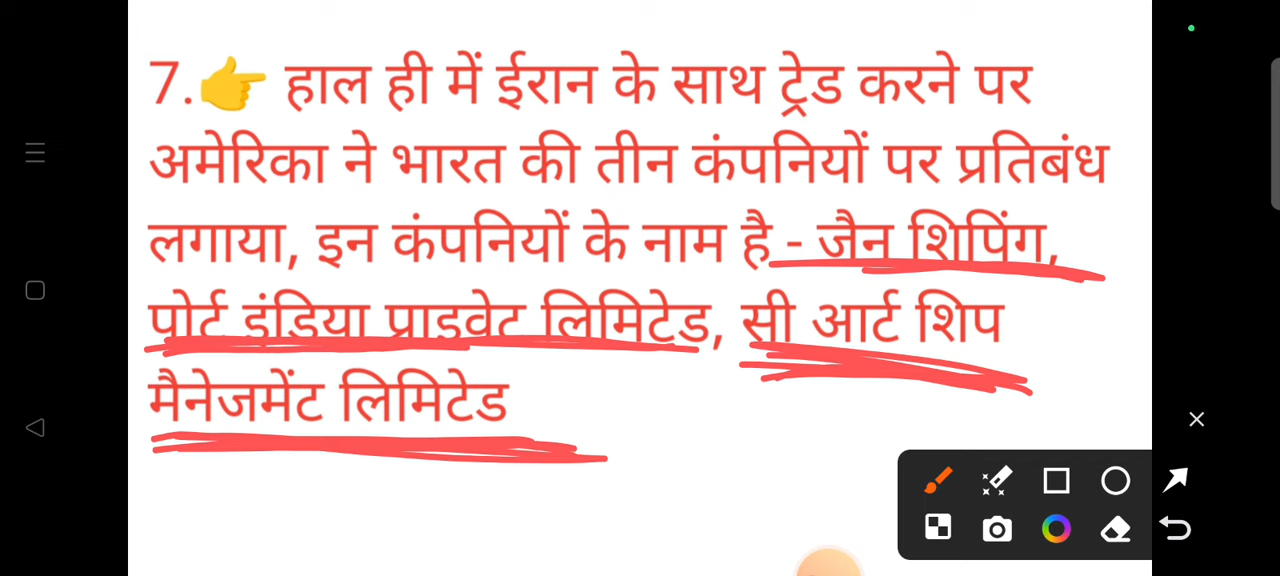 7.👉 हाल ही में ईरान के साथ ट्रेड करने पर
अमेरिका ने भारत की तीन कंपनियों पर प्रतिबंध
लगाया, इन कंपनियों के नाम है - जैन शिपिंग,
पोर्ट इंडिया प्राइवेट लिमिटेड, सी आर्ट शिप
मैनेजमेंट लिमिटेड